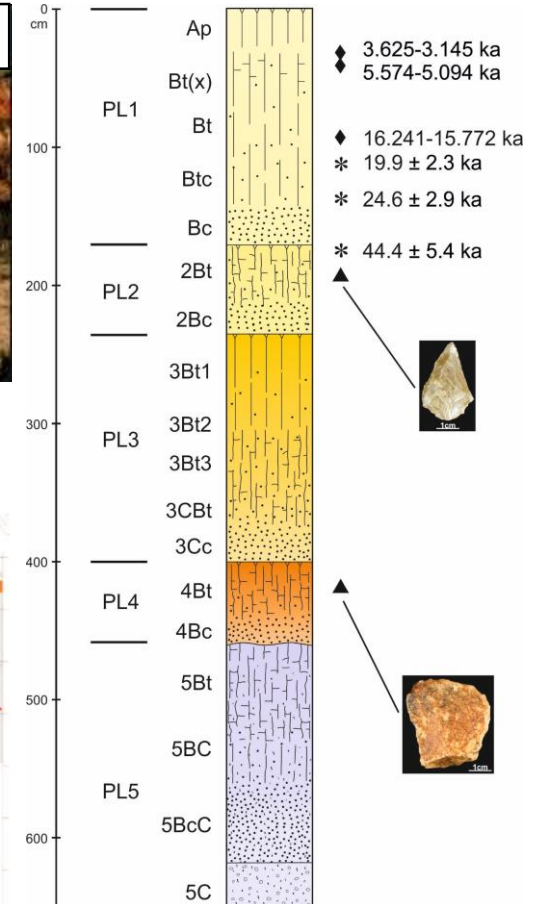 0
cm
Ap
3.625-3.145 ka
5.574-5.094 ka
Bt(x)
PL1
Bt
100
16.241-15.772 ka
19.9 ± 2.3 ka
Btc
24.6 ± 2.9 ka
Bc
44.4 ± 5.4 ka
2Bt
200
PL2
2Bc
1cm
3Bt1
300
3Bt2
PL3
3Bt3
3CBt
3Cc
400
4Bt
PL4
4Bc
5Bt
500
5BC
1cm
PL5
5BcC
600
5C